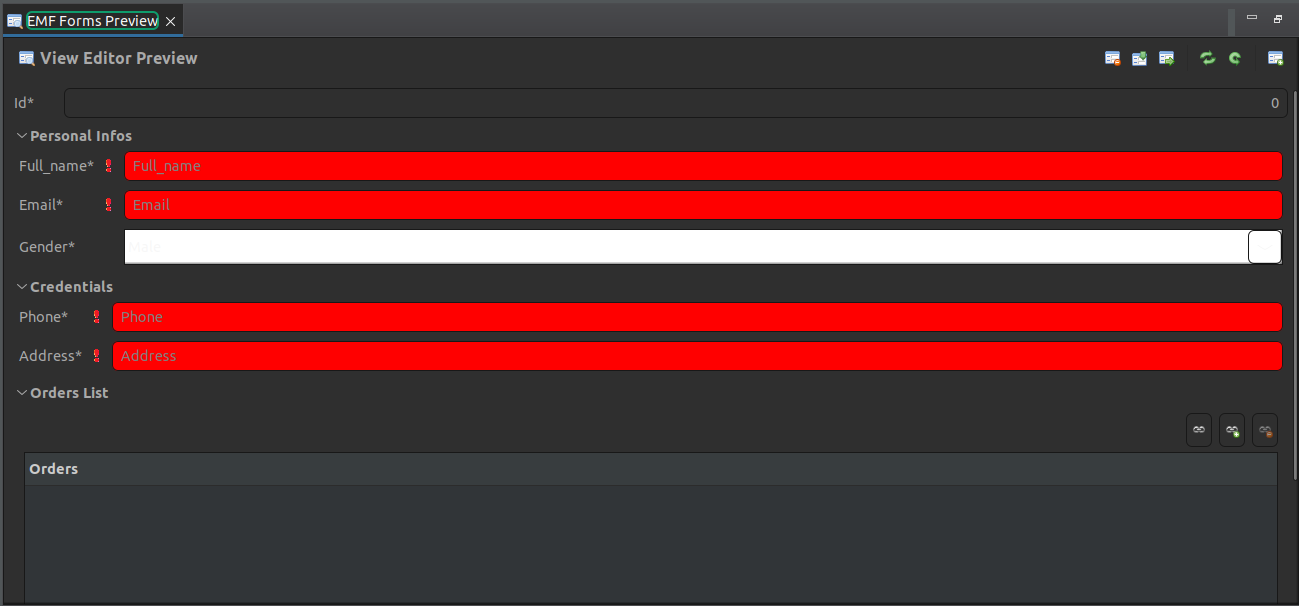 EMF Forms Preview
View Editor Preview
Id* 0
Personal Infos
Full_name* Full_name
Email* Email
Gender* Male
Credentials
Phone* Phone
Address* Address
Orders List
Orders